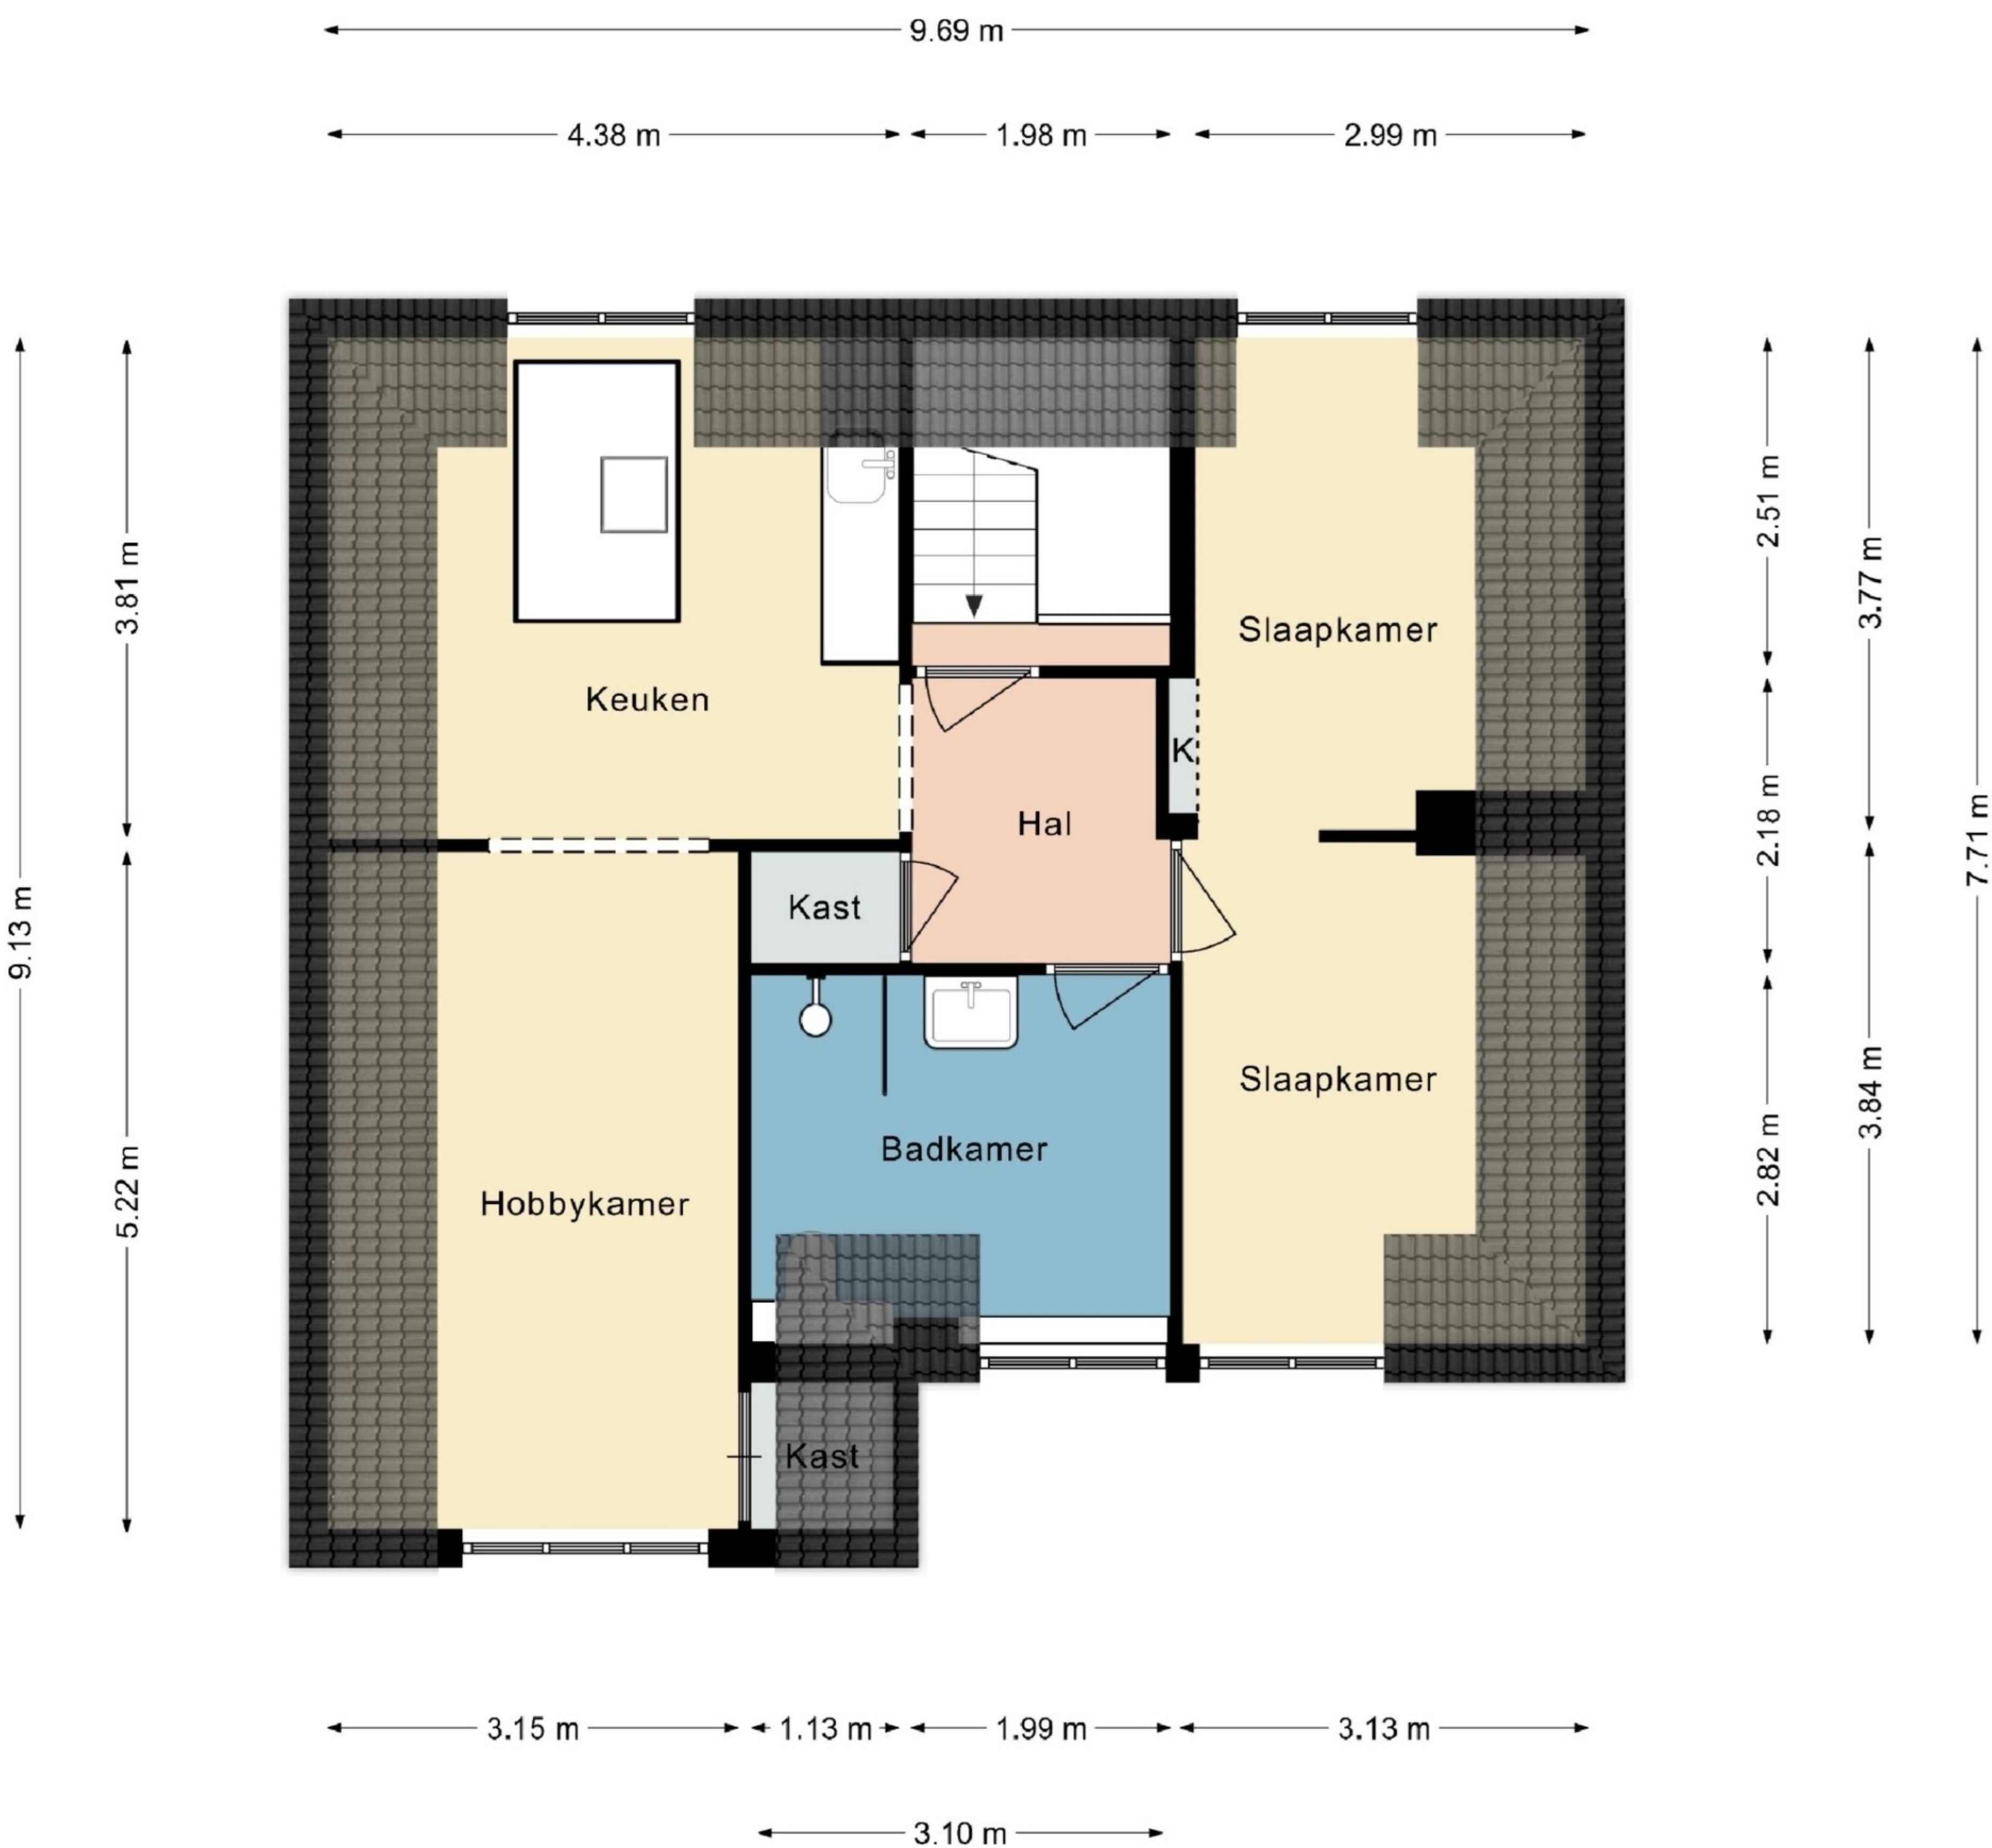 9.69 m
4.38 m
1.98 m
2.99 m
9.13 m
3.81 m
5.22 m
2.51 m
2.18 m
2.82 m
3.77 m
3.84 m
7.71 m
Slaapkamer
Keuken
K
Hal
Kast
Slaapkamer
Badkamer
Hobbykamer
Kast
3.15 m
1.13 m
1.99 m
3.13 m
3.10 m